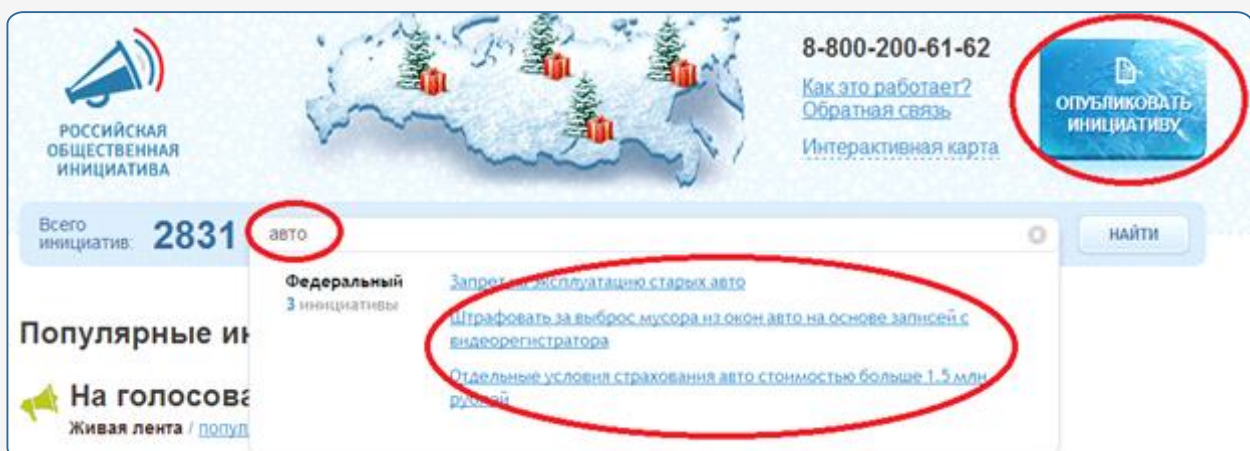 РОССИЙСКАЯ
ОБЩЕСТВЕННАЯ
ИНИЦИАТИВА
8-800-200-61-62
Как это работает?
Обратная связь
Интерактивная карта
ОПУБЛИКОВАТЬ
ИНИЦИАТИВУ
Всего
инициатив:
2831
авто
НАЙТИ
Федеральный
3 инициативы
Запрет на эксплуатацию старых авто
Штрафовать за выброс мусора из окон авто на основе записей с
видеорегистратора
Отдельные условия страхования авто стоимостью больше 1.5 млн
рублей
Популярные ин
На голосова
Живая лента / попул